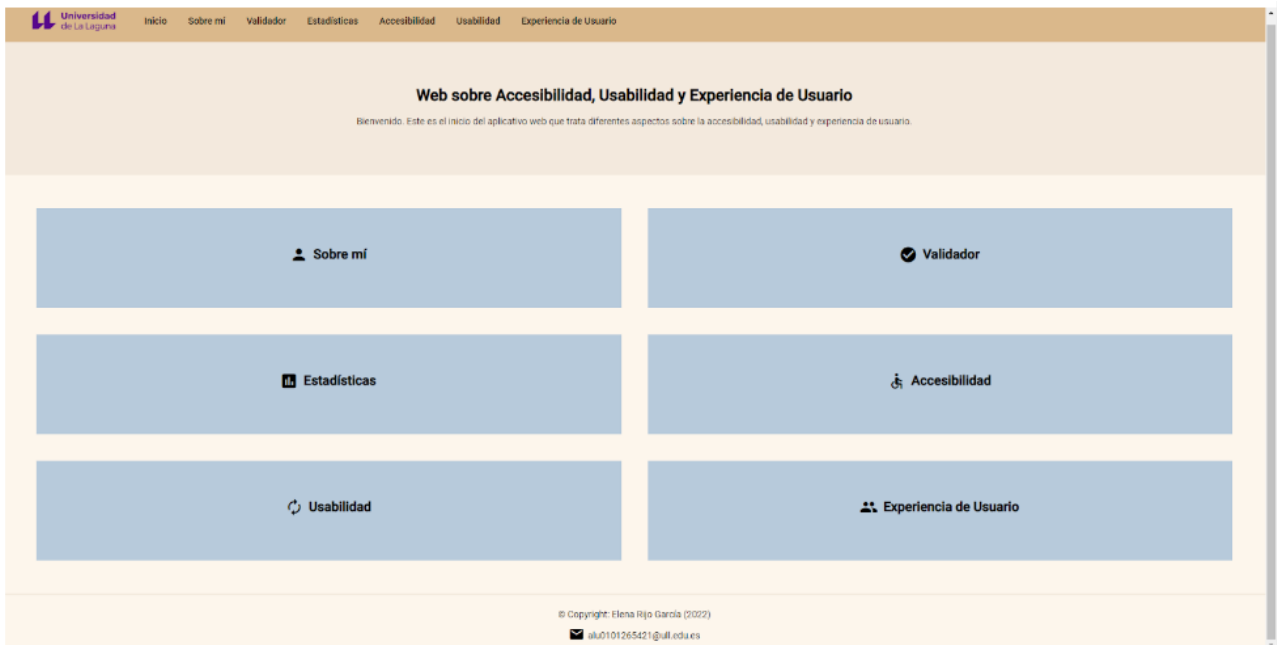 Universidad
de La Laguna
Inicio Sobre mí Validador Estadísticas Accesibilidad Usabilidad Experiencia de Usuario
Web sobre Accesibilidad, Usabilidad y Experiencia de Usuario
Bienvenido. Este es el inicio del aplicativo web que trata diferentes aspectos sobre la accesibilidad, usabilidad y experiencia de usuario.
Sobre mí
Validador
Estadísticas
Accesibilidad
Usabilidad
Experiencia de Usuario
© Copyright: Elena Rijo García (2022)
alu0101265421@ull.edu.es